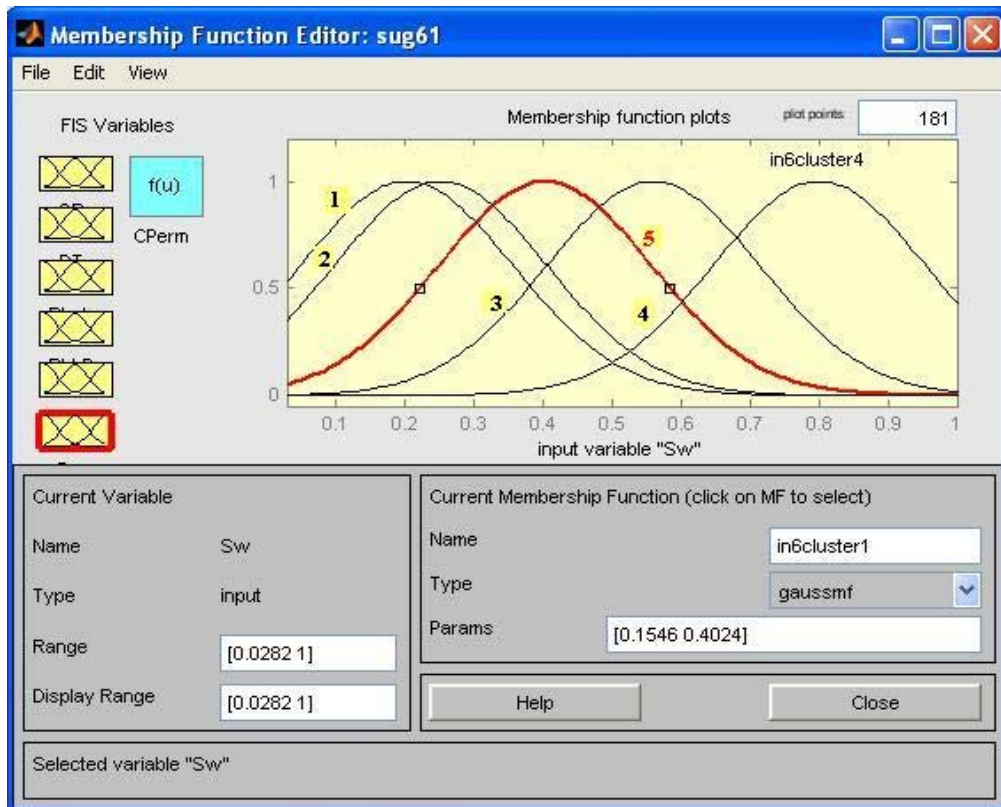 Membership Function Editor: sug61
File Edit View
FIS Variables
f(u)
CPerm
Membership function plots
plot points:
181
in6cluster4
1
0.5
0
1
2
3
4
5
0.1 0.2 0.3 0.4 0.5 0.6 0.7 0.8 0.9 1
input variable "Sw"
Current Variable
Name Sw
Type input
Range [0.0282 1]
Display Range [0.0282 1]
Current Membership Function (click on MF to select)
Name in6cluster1
Type gaussmf
Params [0.1546 0.4024]
Help Close
Selected variable "Sw"